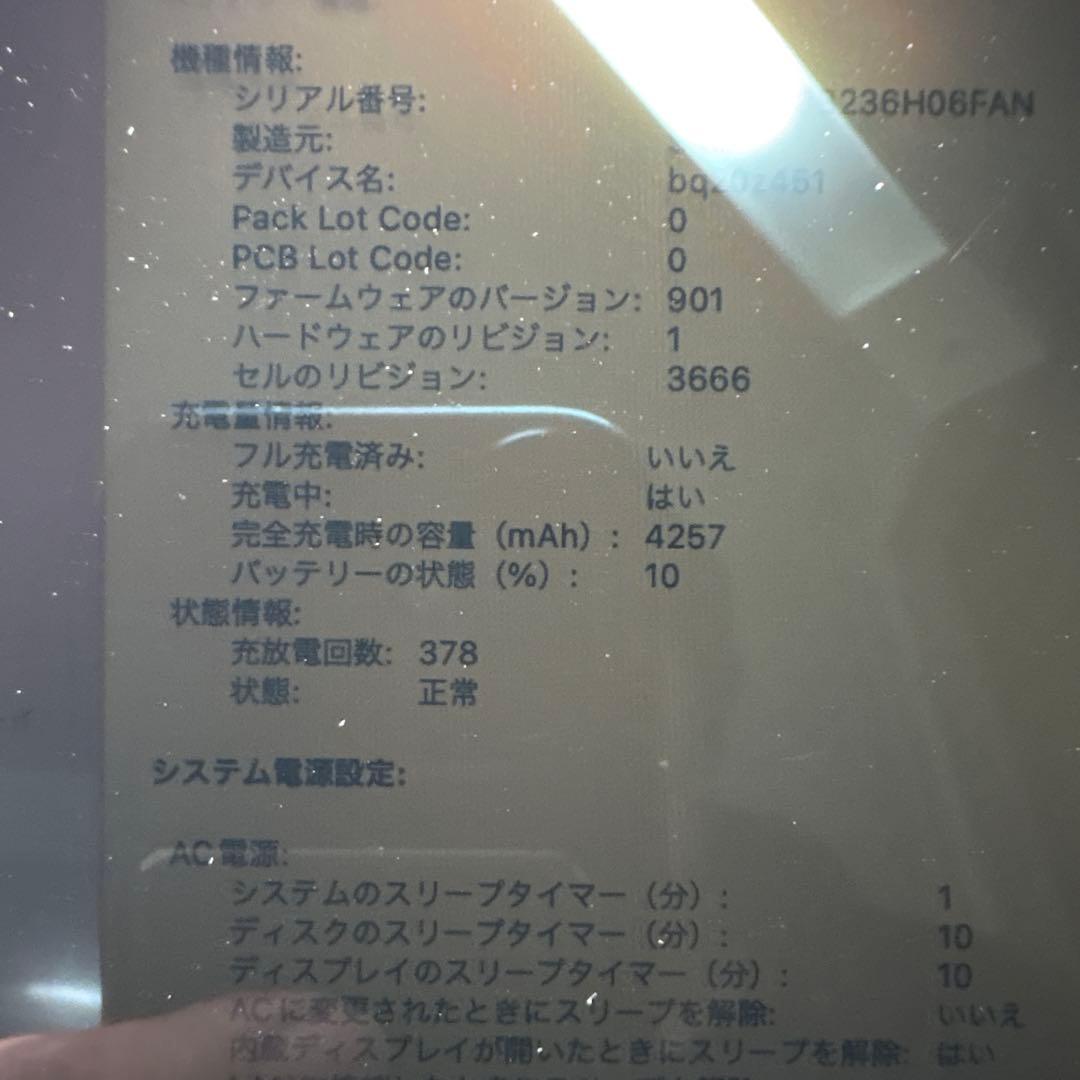 機種情報:
シリアル番号: 236H06FAN
製造元:
デバイス名: bq20z451
Pack Lot Code: 0
PCB Lot Code: 0
ファームウェアのバージョン: 901
ハードウェアのリビジョン: 1
セルのリビジョン: 3666
充電量情報:
フル充電済み: いいえ
充電中: はい
完全充電時の容量（mAh）: 4257
バッテリーの状態（%）: 10
状態情報:
充放電回数: 378
状態: 正常
システム電源設定:
AC電源:
システムのスリープタイマー（分）: 1
ディスクのスリープタイマー（分）: 10
ディスプレイのスリープタイマー（分）: 10
ACに変更されたときにスリープを解除: いいえ
内蔵ディスプレイが開いたときにスリープを解除: はい